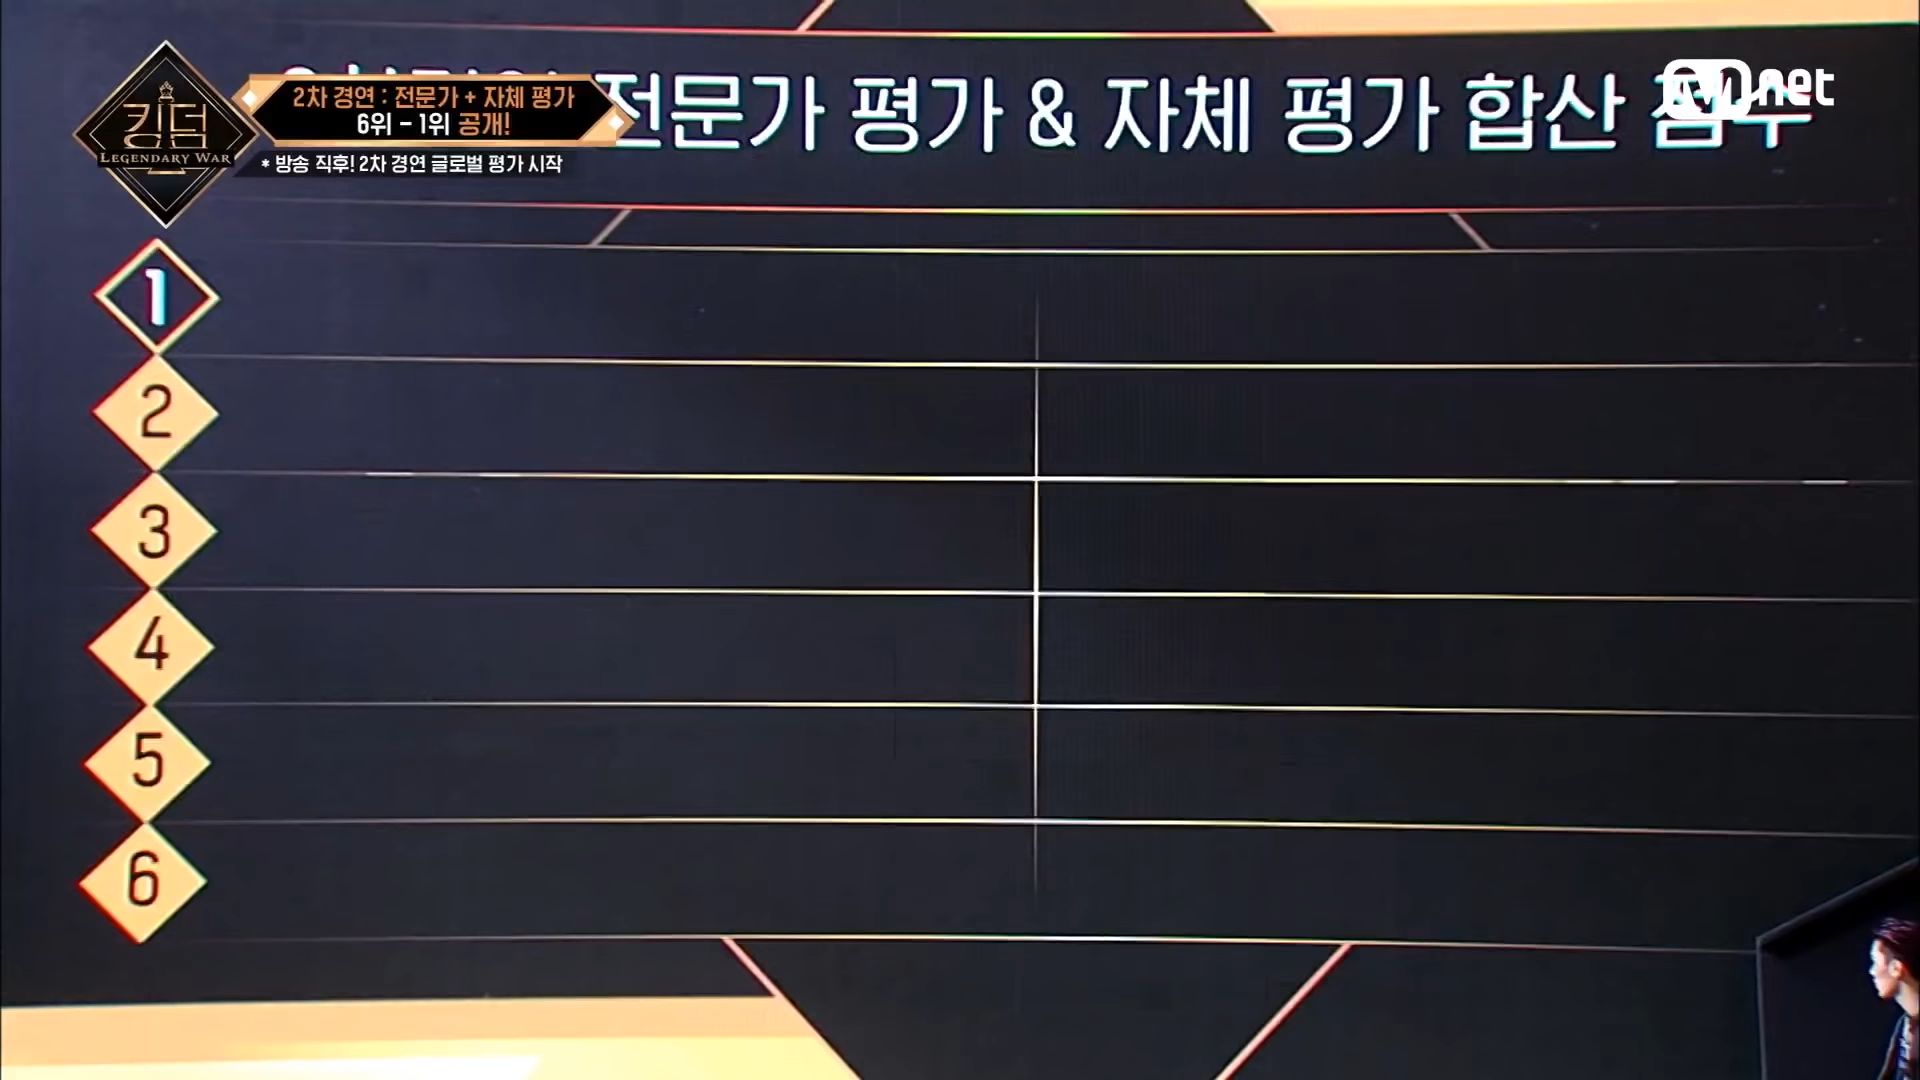 킹덤
LEGENDARY WAR
2차 경연 : 전문가 + 자체 평가
6위 - 1위 공개!
* 방송 직후! 2차 경연 글로벌 평가 시작
전문가 평가 & 자체 평가 합산
Mnet
1
2
3
4
5
6